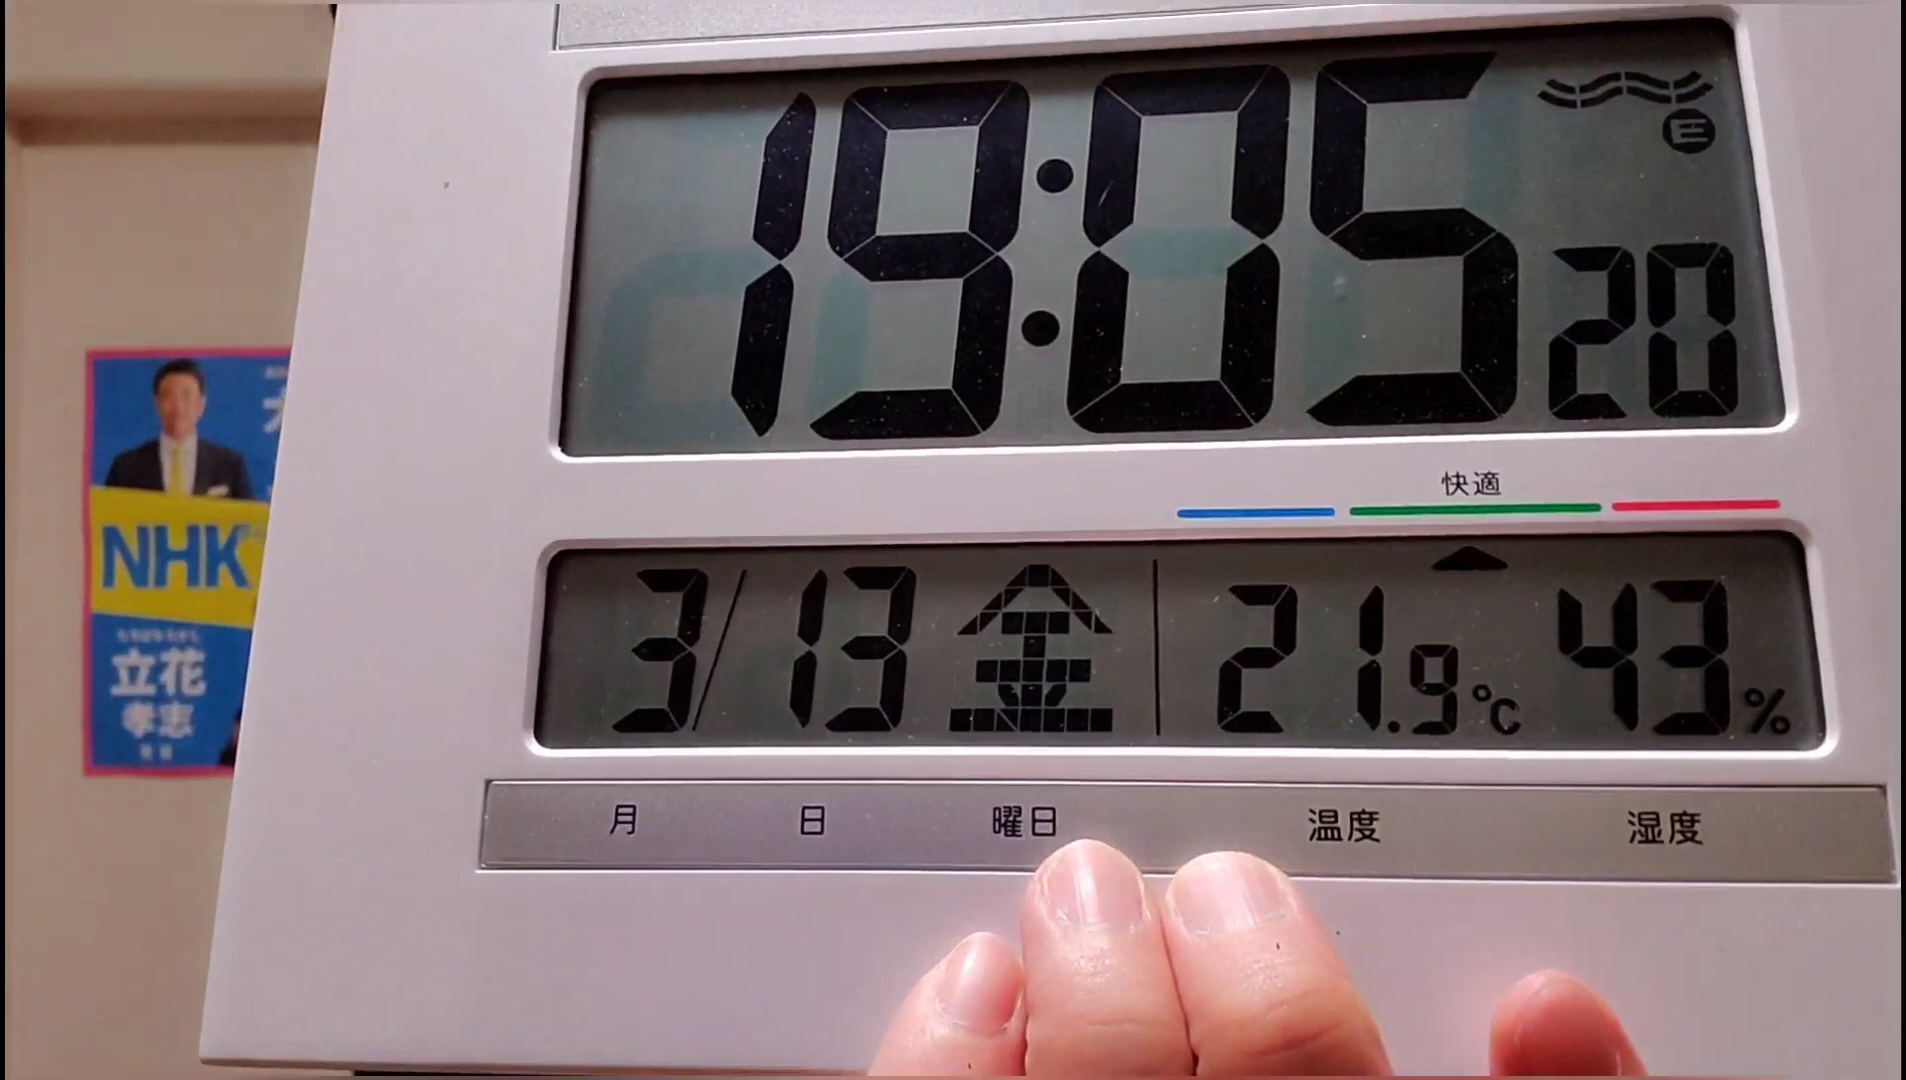 19:05 20
E
快適
3/13 金 21.9℃ 43%
月 日 曜日 温度 湿度
NHK
立花
孝志